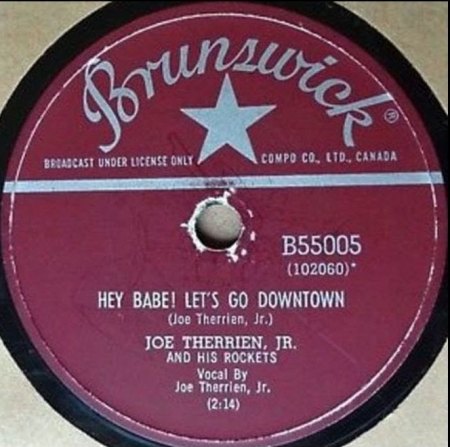 Brunswick®
BROADCAST UNDER LICENSE ONLY COMPO CO., LTD., CANADA
B55005
(102060)*
HEY BABE! LET'S GO DOWNTOWN
(Joe Therrien, Jr.)
JOE THERRIEN, JR.
AND HIS ROCKETS
Vocal By
Joe Therrien, Jr.
(2:14)